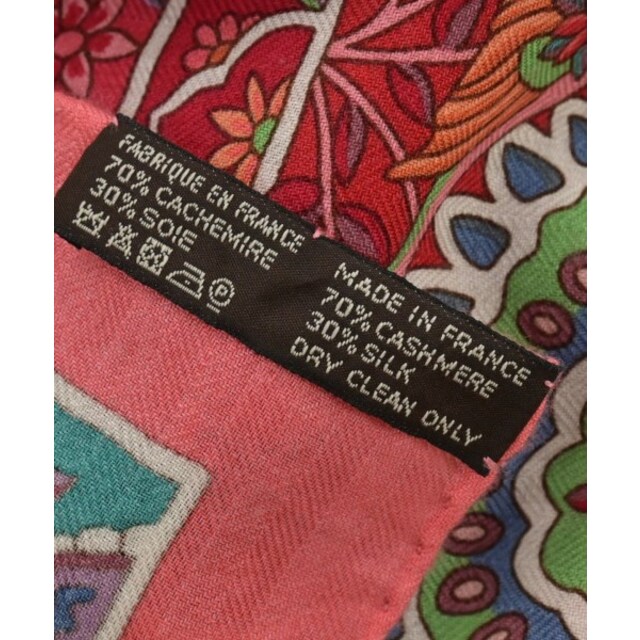 FABRIQUE EN FRANCE
70% CACHEMIRE
30% SOIE
P
MADE IN FRANCE
70% CASHMERE
30% SILK
DRY CLEAN ONLY